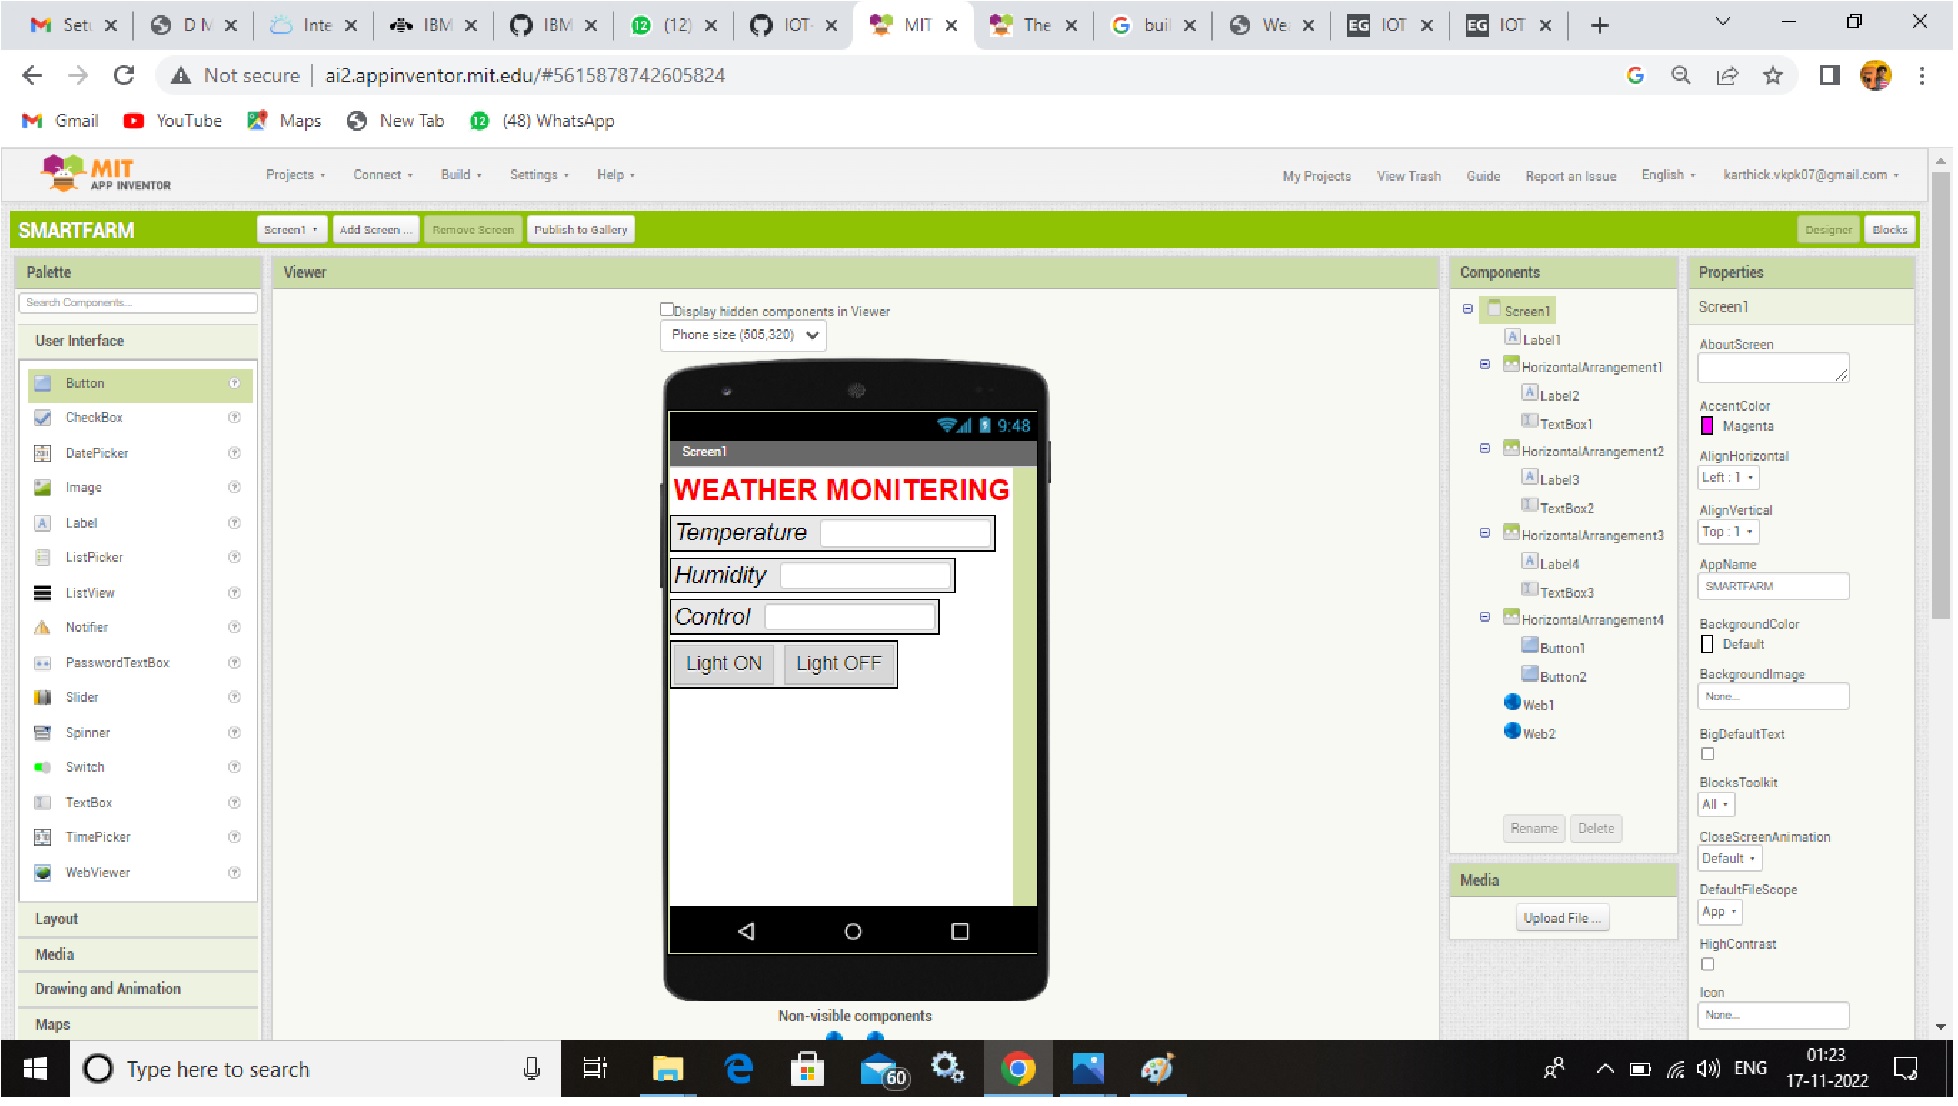 Set D M Inte IBM IBM (12) IOT- MIT The buil Wea EG IOT EG IOT
Not secure ai2.appinventor.mit.edu/#5615878742605824
Gmail YouTube Maps New Tab 12 (48) WhatsApp
MIT
APP INVENTOR
Projects Connect Build Settings Help My Projects View Trash Guide Report an Issue English karthick.vkpk07@gmail.com
SMARTFARM Screen1 Add Screen ... Remove Screen Publish to Gallery Designer Blocks
Palette
Search Components...
User Interface
Button
CheckBox
DatePicker
Image
Label
ListPicker
ListView
Notifier
PasswordTextBox
Slider
Spinner
Switch
TextBox
TimePicker
WebViewer
Layout
Media
Drawing and Animation
Maps
Viewer
Display hidden components in Viewer
Phone size (505,320)
9:48
Screen1
WEATHER MONITERING
Temperature
Humidity
Control
Light ON Light OFF
Non-visible components
Components
Screen1
Label1
HorizontalArrangement1
Label2
TextBox1
HorizontalArrangement2
Label3
TextBox2
HorizontalArrangement3
Label4
TextBox3
HorizontalArrangement4
Button1
Button2
Web1
Web2
Rename Delete
Media
Upload File ...
Properties
Screen1
AboutScreen
AccentColor
Magenta
AlignHorizontal
Left : 1
AlignVertical
Top : 1
AppName
SMARTFARM
BackgroundColor
Default
BackgroundImage
None...
BigDefaultText
BlocksToolkit
All
CloseScreenAnimation
Default
DefaultFileScope
App
HighContrast
Icon
None...
Type here to search 60 ENG 01:23
17-11-2022